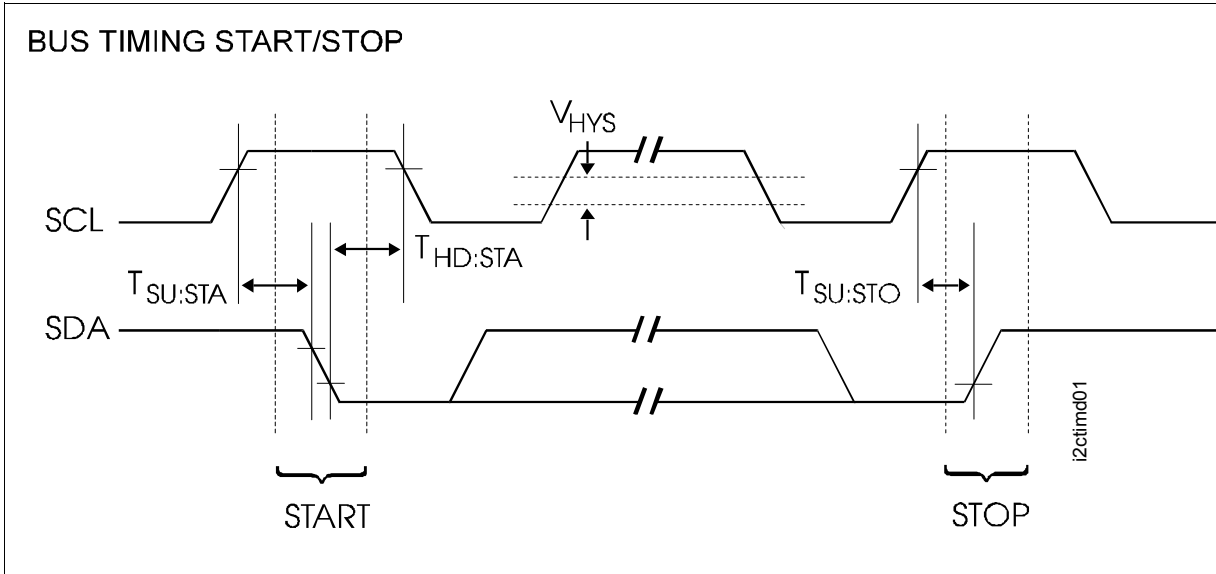 BUS TIMING START/STOP
VHYS
SCL
THD:STA
TSU:STA
TSU:STO
SDA
i2ctimd01
START
STOP